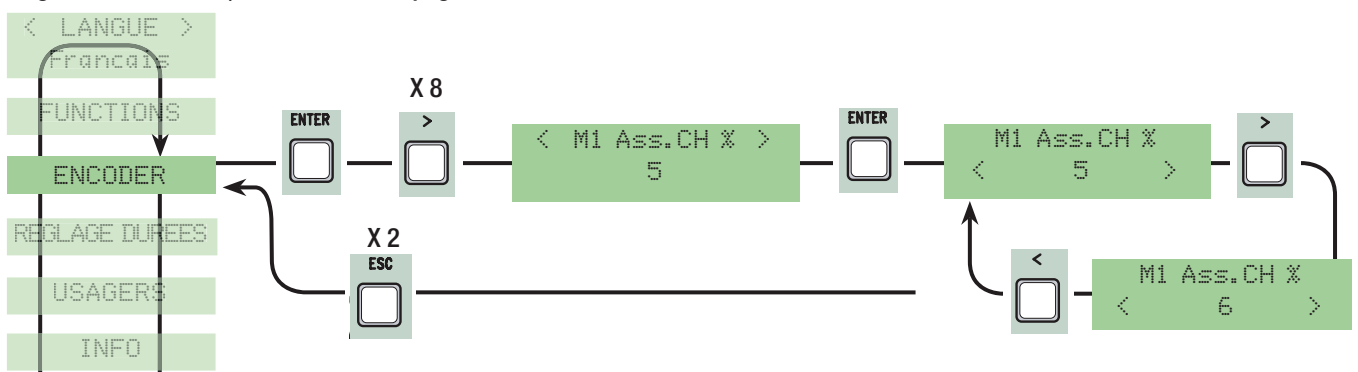 < LANGUE >
Francais
FUNCTIONS
ENCODER
REGLAGE DUREES
USAGERS
INFO
ENTER
X 8
>
< M1 Ass.CH % >
5
ENTER
M1 Ass.CH %
< 5 >
>
X 2
ESC
<
M1 Ass.CH %
< 6 >